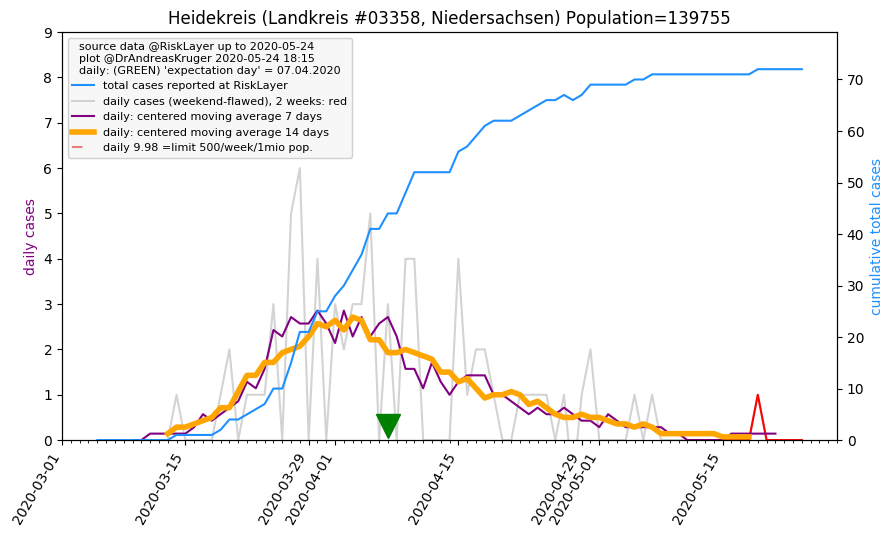 Heidekreis (Landkreis #03358, Niedersachsen) Population=139755
source data @RiskLayer up to 2020-05-24
plot @DrAndreasKruger 2020-05-24 18:15
daily: (GREEN) 'expectation day' = 07.04.2020
total cases reported at RiskLayer
daily cases (weekend-flawed), 2 weeks: red
daily: centered moving average 7 days
daily: centered moving average 14 days
daily 9.98 =limit 500/week/1mio pop.
daily cases
9
8
7
6
5
4
3
2
1
0
cumulative total cases
70
60
50
40
30
20
10
0
2020-03-01
2020-03-15
2020-03-29
2020-04-01
2020-04-15
2020-04-29
2020-05-01
2020-05-15